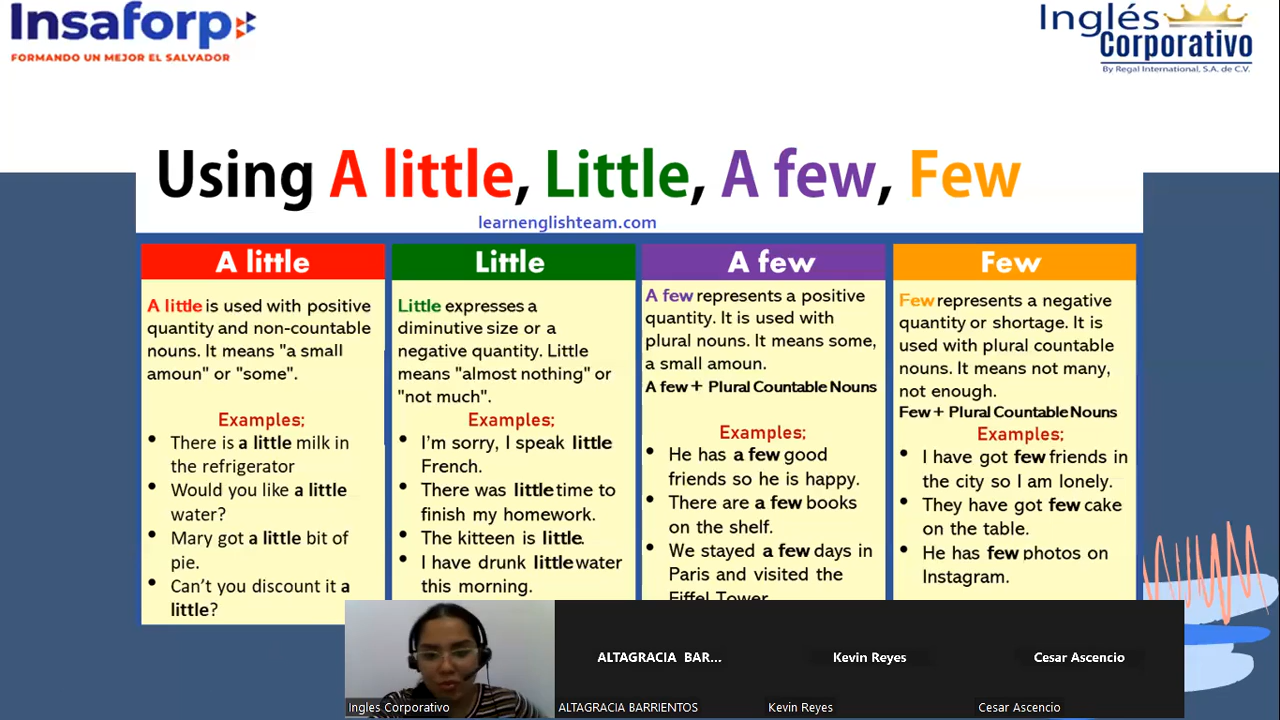 Insaforp
FORMANDO UN MEJOR EL SALVADOR
Inglés
Corporativo
By Regal International, S.A. de C.V.
Using A little, Little, A few, Few
learnenglishteam.com
A little
A little is used with positive
quantity and non-countable
nouns. It means "a small
amoun" or "some".
Examples;
• There is a little milk in
the refrigerator
• Would you like a little
water?
• Mary got a little bit of
pie.
• Can't you discount it a
little?
Little
Little expresses a
diminutive size or a
negative quantity. Little
means "almost nothing" or
"not much".
Examples;
• I'm sorry, I speak little
French.
• There was little time to
finish my homework.
• The kitteen is little.
• I have drunk little water
this morning.
A few
A few represents a positive
quantity. It is used with
plural nouns. It means some,
a small amoun.
A few + Plural Countable Nouns
Examples;
• He has a few good
friends so he is happy.
• There are a few books
on the shelf.
• We stayed a few days in
Paris and visited the
Eiffel Tower
Few
Few represents a negative
quantity or shortage. It is
used with plural countable
nouns. It means not many,
not enough.
Few + Plural Countable Nouns
Examples;
• I have got few friends in
the city so I am lonely.
• They have got few cake
on the table.
• He has few photos on
Instagram.
ALTAGRACIA BAR...
Kevin Reyes
Cesar Ascencio
Ingles Corporativo
ALTAGRACIA BARRIENTOS
Kevin Reyes
Cesar Ascencio